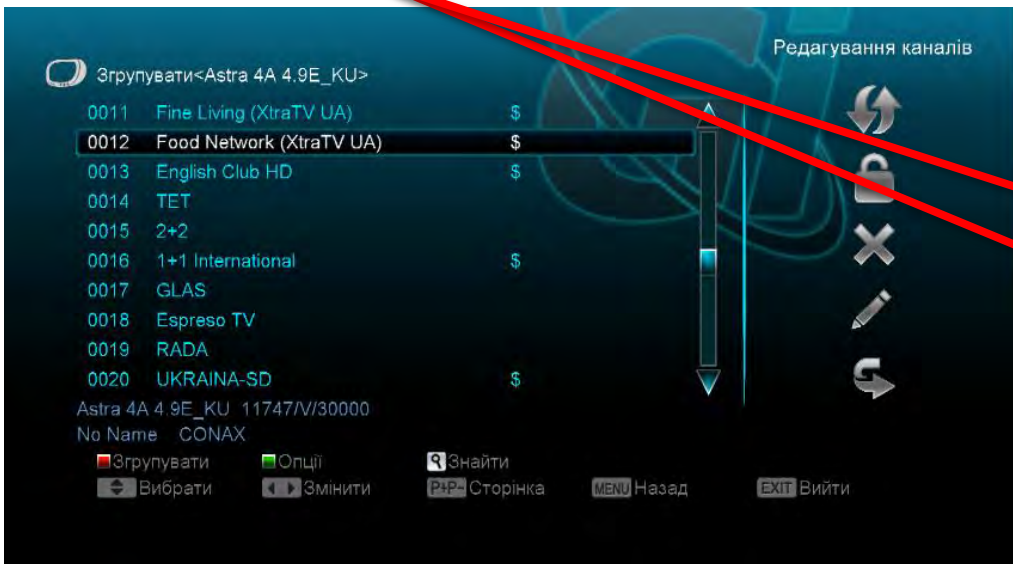 Редагування каналів
Згрупувати<Astra 4A 4.9E_KU>
0011 Fine Living (XtraTV UA) $
0012 Food Network (XtraTV UA) $
0013 English Club HD $
0014 TET
0015 2+2
0016 1+1 International $
0017 GLAS
0018 Espreso TV
0019 RADA
0020 UKRAINA-SD $
Astra 4A 4.9E_KU 11747/V/30000
No Name CONAX
Згрупувати Опції Знайти
Вибрати Змінити P+P- Сторінка MENU Назад EXIT Вийти